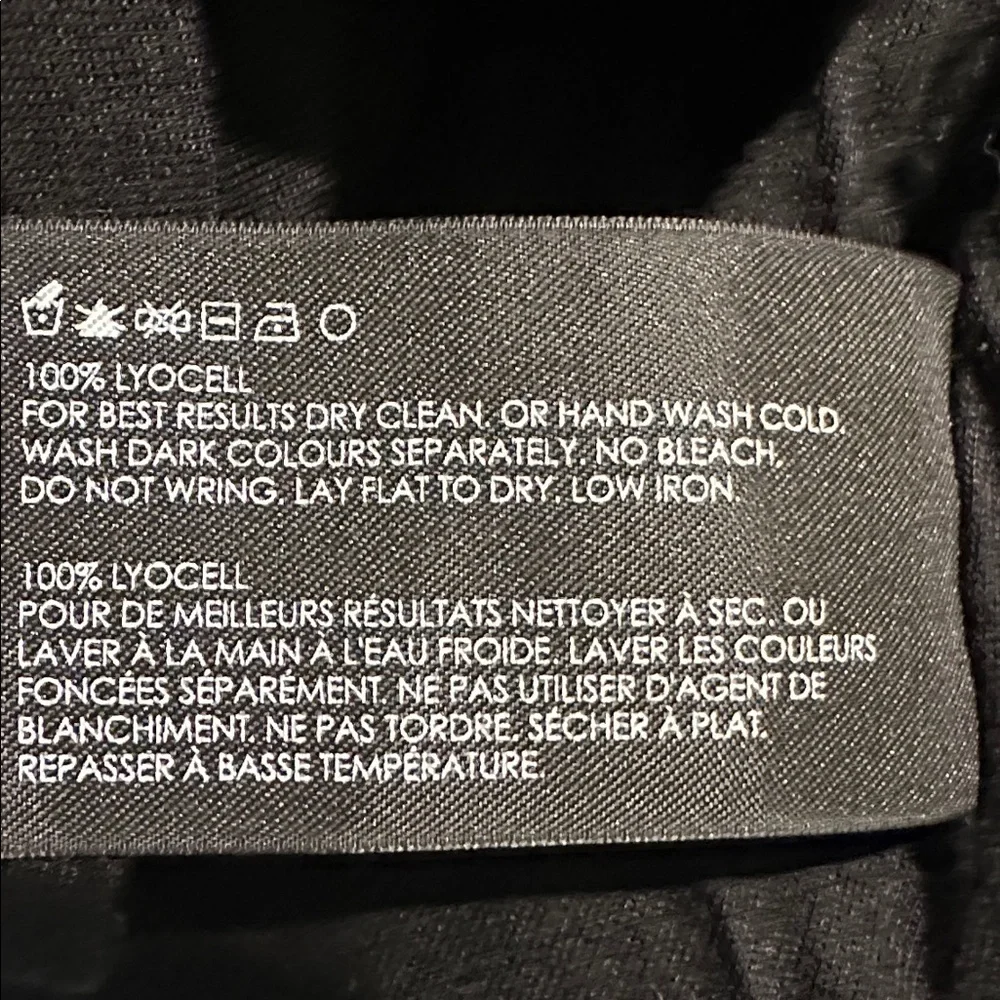 100% LYOCELL
FOR BEST RESULTS DRY CLEAN. OR HAND WASH COLD.
WASH DARK COLOURS SEPARATELY. NO BLEACH,
DO NOT WRING. LAY FLAT TO DRY. LOW IRON.
100% LYOCELL
POUR DE MEILLEURS RÉSULTATS NETTOYER À SEC. OU
LAVER À LA MAIN À L'EAU FROIDE. LAVER LES COULEURS
FONCÉES SÉPARÉMENT. NE PAS UTILISER D'AGENT DE
BLANCHIMENT. NE PAS TORDRE. SÉCHER À PLAT.
REPASSER À BASSE TEMPÉRATURE.